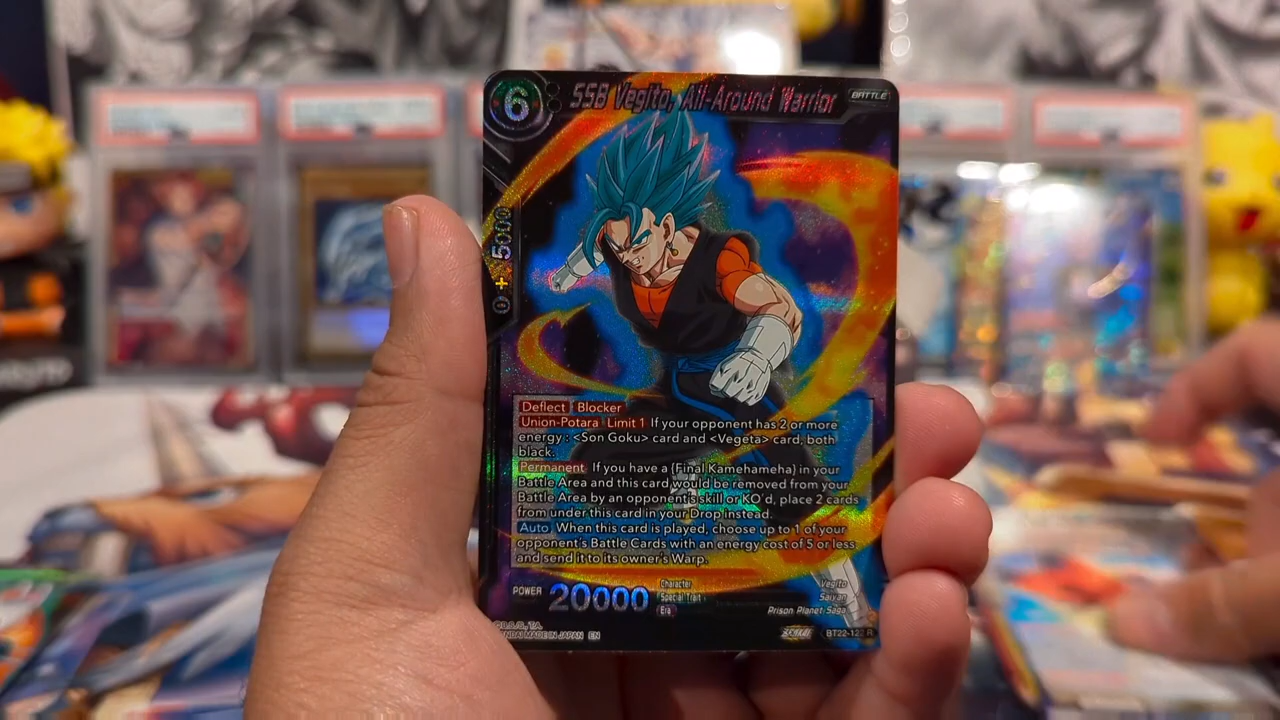 6 SSB Vegito, All-Around Warrior BATTLE
+ 5000
Deflect Blocker
Union-Potara Limit 1 If your opponent has 2 or more
energy : <Son Goku> card and <Vegeta> card, both
black.
Permanent If you have a {Final Kamehameha} in your
Battle Area and this card would be removed from your
Battle Area by an opponent's skill or KO'd, place 2 cards
from under this card in your Drop instead.
Auto When this card is played, choose up to 1 of your
opponent's Battle Cards with an energy cost of 5 or less
and send it to its owner's Warp.
POWER 20000
Character Vegito
Special Trait Saiyan
Era Prison Planet Saga
MADE IN JAPAN EN
BT22-122 R